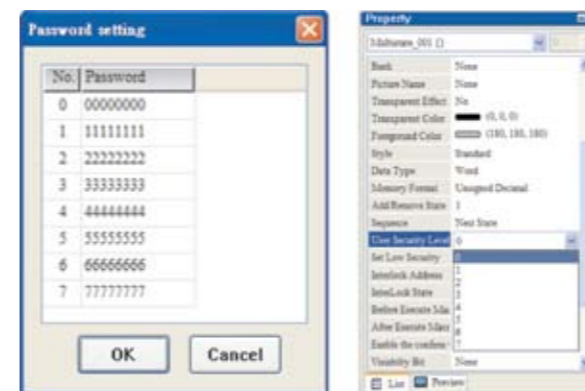 Password setting
No. Password
0 00000000
1 11111111
2 22222222
3 33333333
4 44444444
5 55555555
6 66666666
7 77777777
OK Cancel
Property
Multistate_001 {}
Bank None
Picture Name None
Transparent Effect No
Transparent Color (0, 0, 0)
Foreground Color (180, 180, 180)
Style Standard
Data Type Word
Memory Format Unsigned Decimal
Add/Remove State 1
Sequence Next State
User Security Level 0
Set Low Security 0
Interlock Address 1
2
InterLock State 3
Before Execute Mac 4
5
After Execute Macr 6
Enable the confirm 7
Visibility Bit None
List Preview